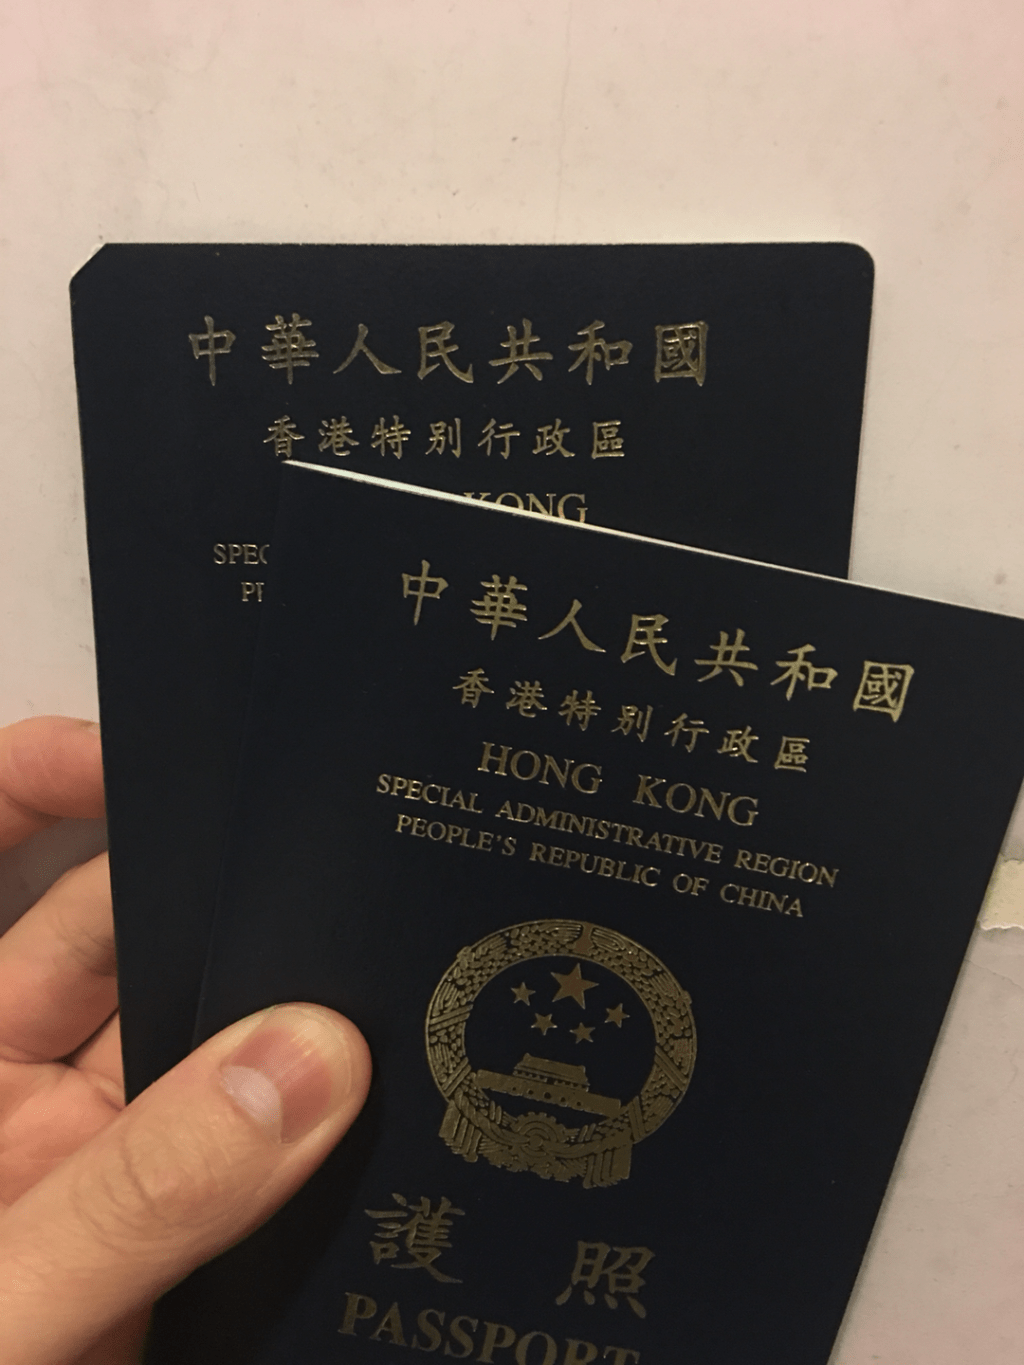 中華人民共和國
香港特別行政區
KONG
中華人民共和國
香港特別行政區
HONG KONG
SPECIAL ADMINISTRATIVE REGION
PEOPLE'S REPUBLIC OF CHINA
護照
PASSPORT